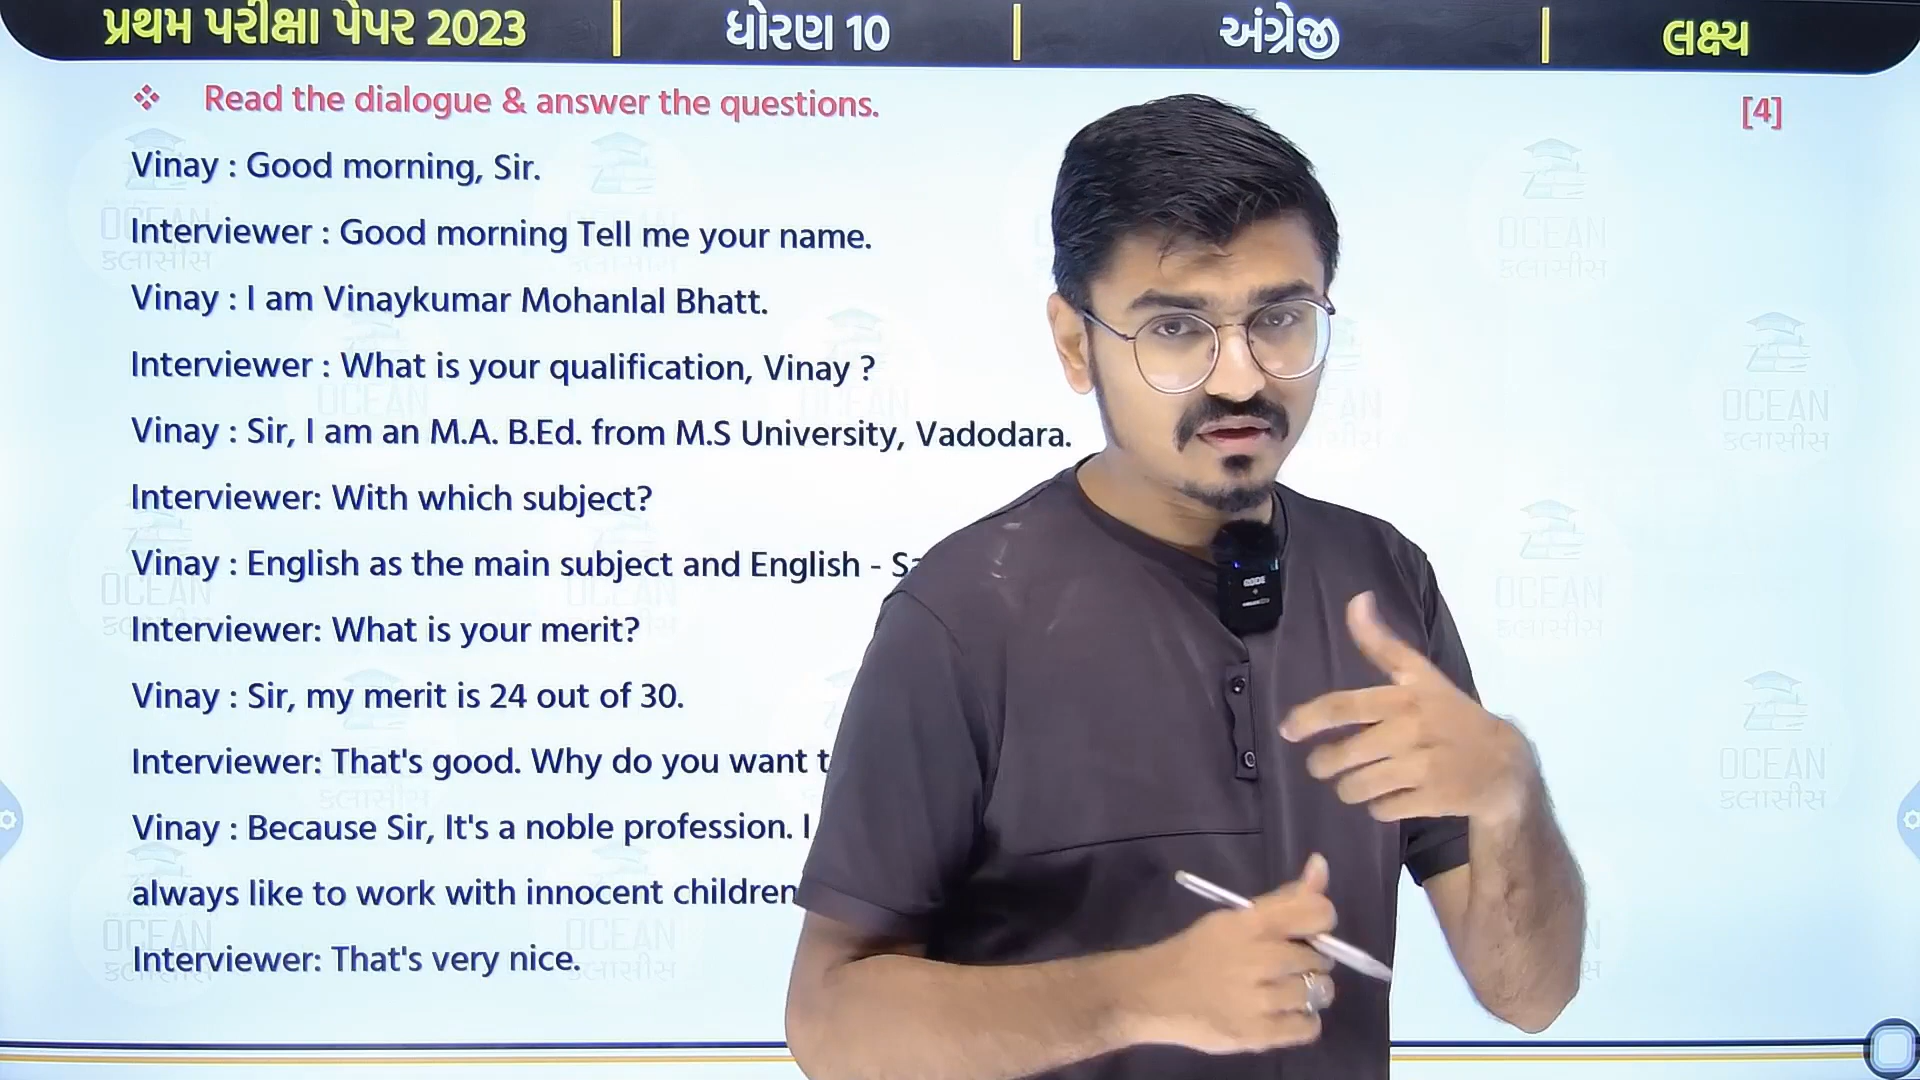 પ્રથમ પરીક્ષા પેપર 2023 | ધોરણ 10 | અંગ્રેજી | લક્ષ્ય
Read the dialogue & answer the questions. [4]
Vinay : Good morning, Sir.
Interviewer : Good morning Tell me your name.
Vinay : I am Vinaykumar Mohanlal Bhatt.
Interviewer : What is your qualification, Vinay ?
Vinay : Sir, I am an M.A. B.Ed. from M.S University, Vadodara.
Interviewer: With which subject?
Vinay : English as the main subject and English -
Interviewer: What is your merit?
Vinay : Sir, my merit is 24 out of 30.
Interviewer: That's good. Why do you want
Vinay : Because Sir, It's a noble profession. I
always like to work with innocent children
Interviewer: That's very nice.
OCEAN
કલાસીસ